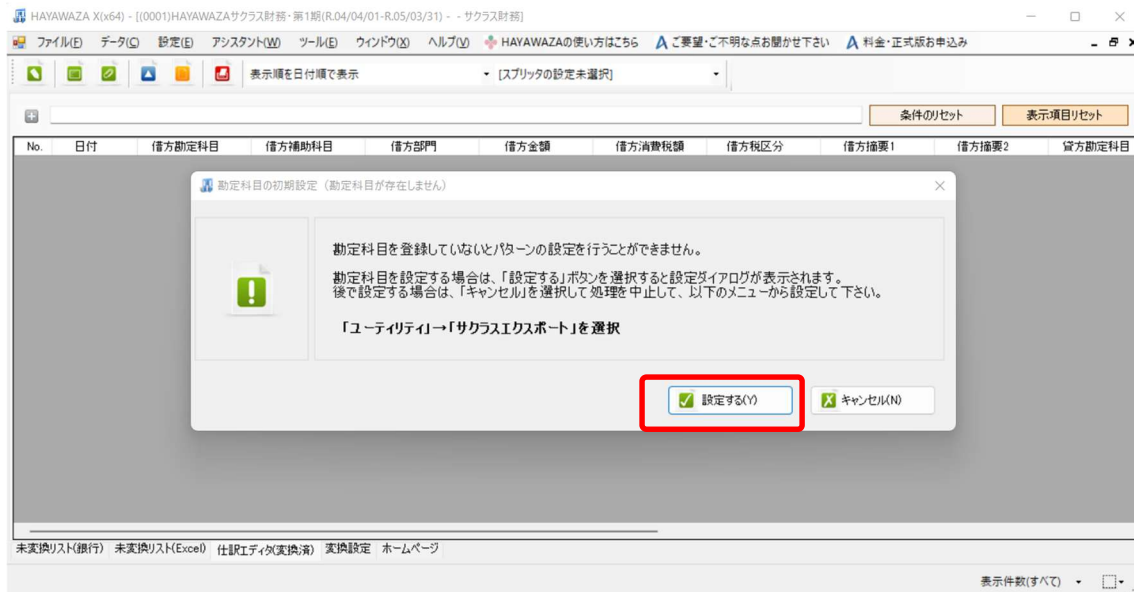 HAYAWAZA X(x64) - [(0001)HAYAWAZAサクラス財務 - 第1期(R.04/04/01-R.05/03/31) - - サクラス財務]
ファイル(F) データ(C) 設定(E) アシスタント(W) ツール(E) ウィンドウ(X) ヘルプ(V) HAYAWAZAの使い方はこちら ご要望・ご不明な点お聞かせ下さい 料金・正式版お申込み
表示順を日付順で表示 [スプリッタの設定未選択]
条件のリセット 表示項目リセット
No. 日付 借方勘定科目 借方補助科目 借方部門 借方金額 借方消費税額 借方税区分 借方摘要1 借方摘要2 貸方勘定科目
勘定科目の初期設定（勘定科目が存在しません）
勘定科目を登録していないとパターンの設定を行うことができません。
勘定科目を設定する場合は、「設定する」ボタンを選択すると設定ダイアログが表示されます。
後で設定する場合は、「キャンセル」を選択して処理を中止して、以下のメニューから設定して下さい。
「ユーティリティ」→「サクラスエクスポート」を選択
設定する(Y) キャンセル(N)
未変換リスト(銀行) 未変換リスト(Excel) 仕訳エディタ(変換済) 変換設定 ホームページ
表示件数(すべて)